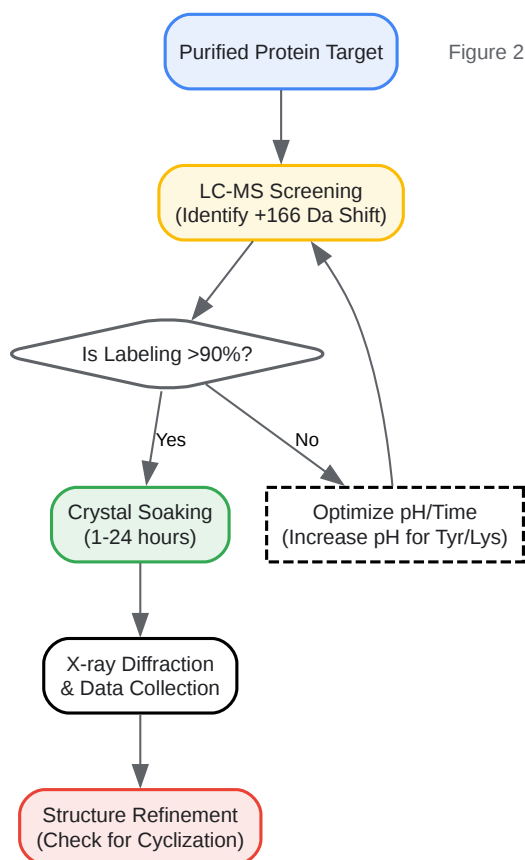 Purified Protein Target
Figure 2
LC-MS Screening
(Identify +166 Da Shift)
Is Labeling >90%?
Yes
No
Crystal Soaking
(1-24 hours)
Optimize pH/Time
(Increase pH for Tyr/Lys)
X-ray Diffraction
& Data Collection
Structure Refinement
(Check for Cyclization)